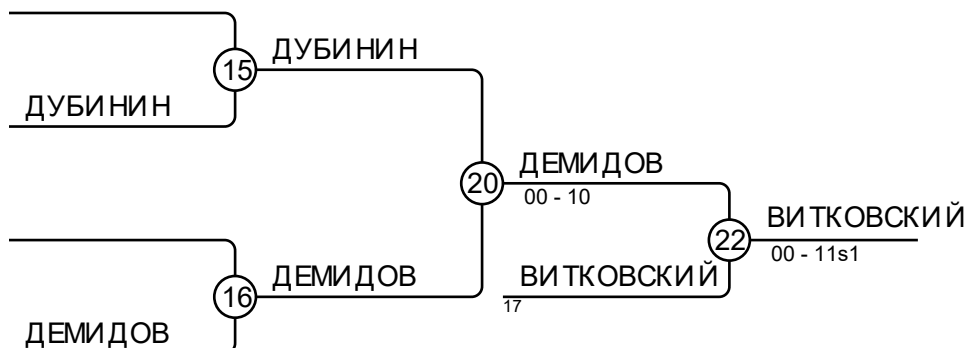 ДУБИНИН
15
ДУБИНИН
ДЕМИДОВ
20
00 - 10
ВИТКОВСКИЙ
22
00 - 11s1
ДЕМИДОВ
16
ВИТКОВСКИЙ
17
ДЕМИДОВ